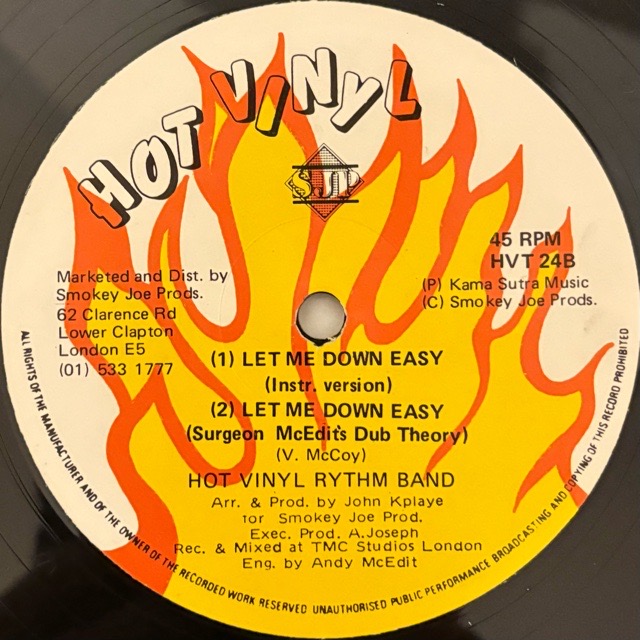 HOT VINYL
SJP
45 RPM
HVT 24B
(P) Kama Sutra Music
(C) Smokey Joe Prods.
Marketed and Dist. by
Smokey Joe Prods.
62 Clarence Rd
Lower Clapton
London E5
(01) 533 1777
(1) LET ME DOWN EASY
(Instr. version)
(2) LET ME DOWN EASY
(Surgeon McEdit's Dub Theory)
(V. McCoy)
HOT VINYL RYTHM BAND
Arr. & Prod. by John Kplaye
for Smokey Joe Prod.
Exec. Prod. A.Joseph
Rec. & Mixed at TMC Studios London
Eng. by Andy McEdit
ALL RIGHTS OF THE MANUFACTURER AND OF THE OWNER OF THE RECORDED WORK RESERVED UNAUTHORISED PUBLIC PERFORMANCE BROADCASTING AND COPYING OF THIS RECORD PROHIBITED